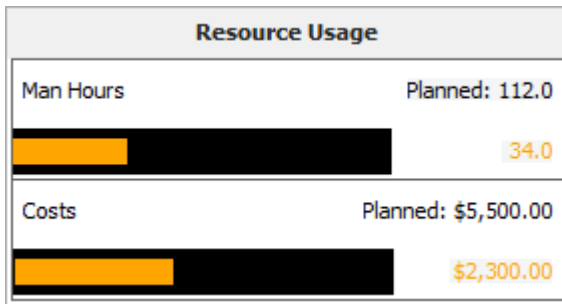 Resource Usage
Man Hours Planned: 112.0
34.0
Costs Planned: $5,500.00
$2,300.00